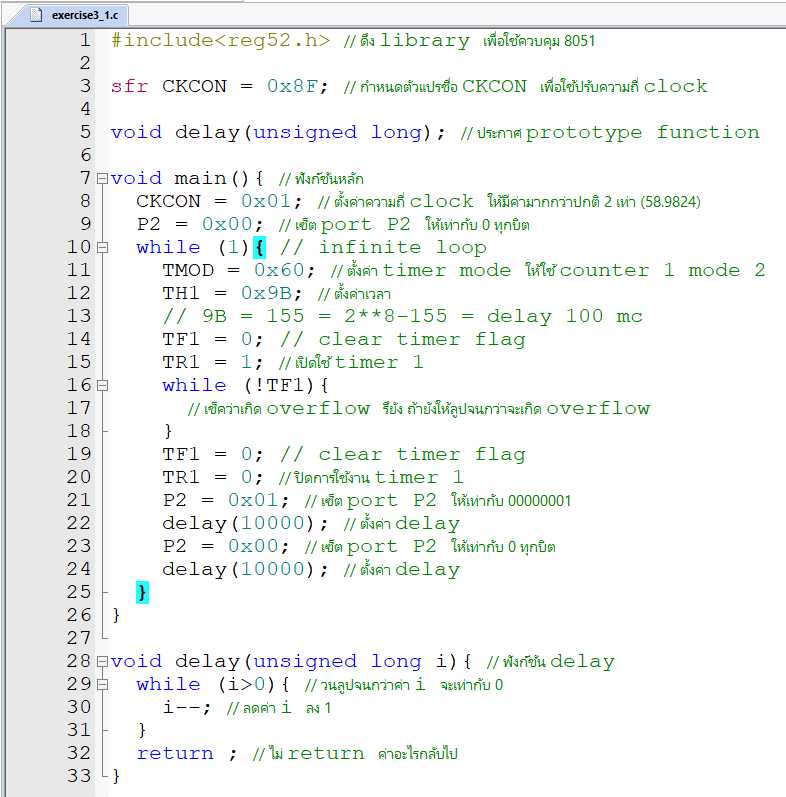 exercise3_1.c
1 #include<reg52.h> // ดึง library เพื่อใช้ควบคุม 8051
2
3 sfr CKCON = 0x8F; // กำหนดตัวแปรชื่อ CKCON เพื่อใช้ปรับความถี่ clock
4
5 void delay(unsigned long); // ประกาศ prototype function
6
7 void main(){ // ฟังก์ชันหลัก
8 CKCON = 0x01; // ตั้งค่าความถี่ clock ให้มีค่ามากกว่าปกติ 2 เท่า (58.9824)
9 P2 = 0x00; // เซ็ต port P2 ให้เท่ากับ 0 ทุกบิต
10 while (1){ // infinite loop
11 TMOD = 0x60; // ตั้งค่า timer mode ให้ใช้ counter 1 mode 2
12 TH1 = 0x9B; // ตั้งค่าเวลา
13 // 9B = 155 = 2**8-155 = delay 100 mc
14 TF1 = 0; // clear timer flag
15 TR1 = 1; // เปิดใช้ timer 1
16 while (!TF1){
17 // เช็คว่าเกิด overflow รึยัง ถ้ายังให้ลูปจนกว่าจะเกิด overflow
18 }
19 TF1 = 0; // clear timer flag
20 TR1 = 0; // ปิดการใช้งาน timer 1
21 P2 = 0x01; // เซ็ต port P2 ให้เท่ากับ 00000001
22 delay(10000); // ตั้งค่า delay
23 P2 = 0x00; // เซ็ต port P2 ให้เท่ากับ 0 ทุกบิต
24 delay(10000); // ตั้งค่า delay
25 }
26 }
27
28 void delay(unsigned long i){ // ฟังก์ชัน delay
29 while (i>0){ // วนลูปจนกว่าค่า i จะเท่ากับ 0
30 i--; // ลดค่า i ลง 1
31 }
32 return ; // ไม่ return ค่าอะไรกลับไป
33 }